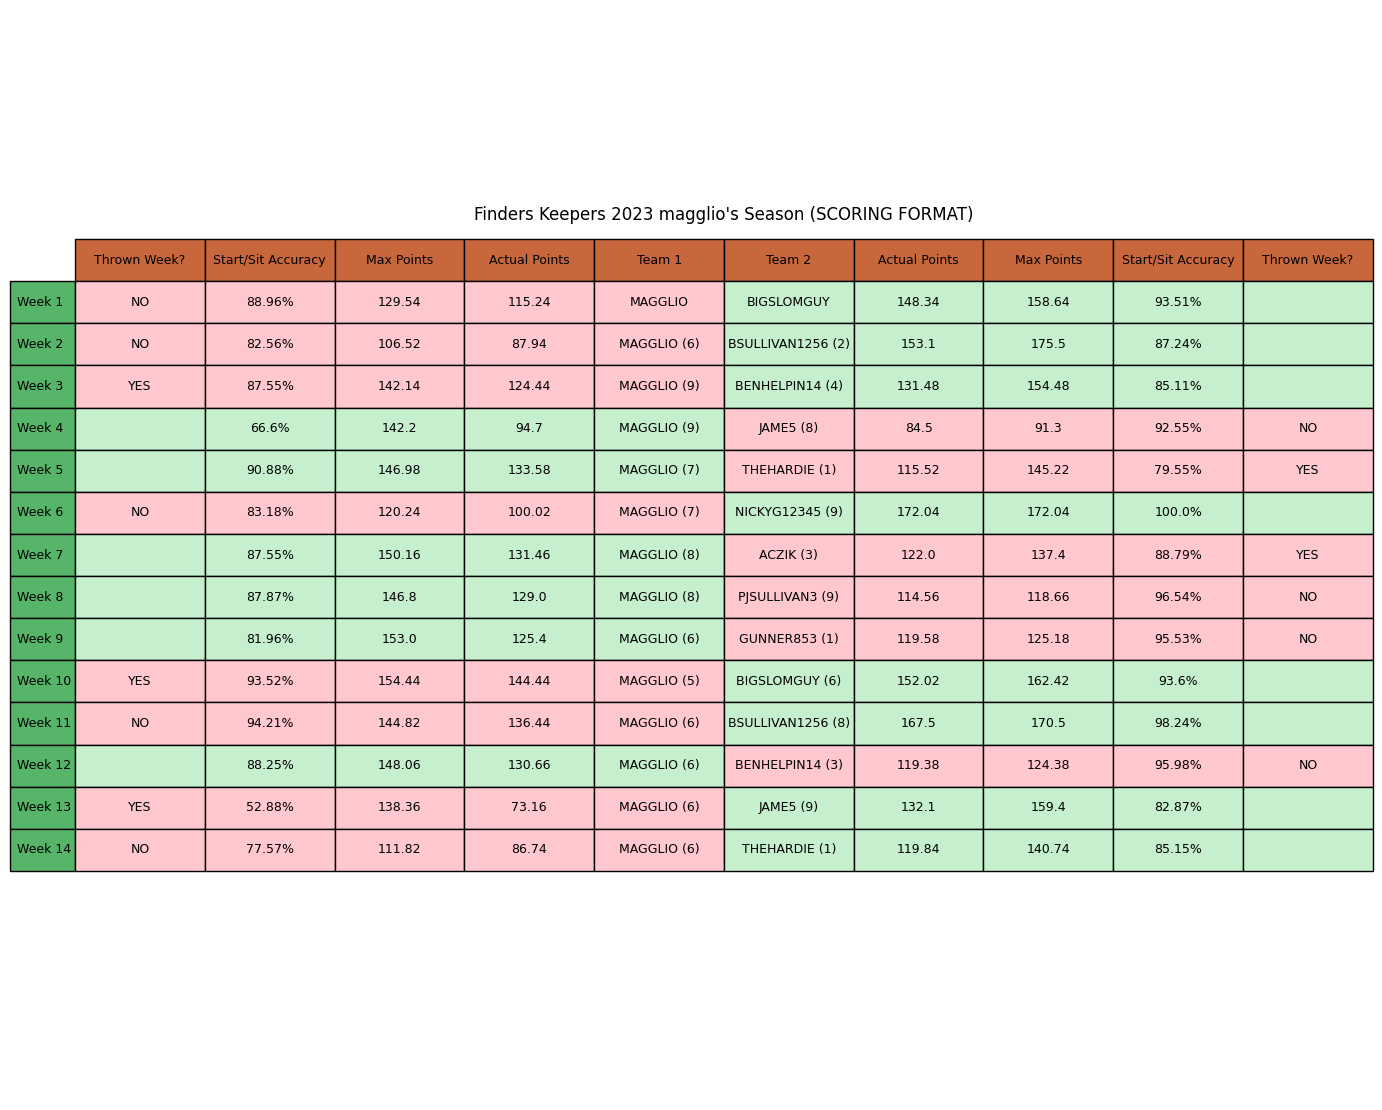 Finders Keepers 2023 magglio's Season (SCORING FORMAT)
Thrown Week? Start/Sit Accuracy Max Points Actual Points Team 1 Team 2 Actual Points Max Points Start/Sit Accuracy Thrown Week?
Week 1 NO 88.96% 129.54 115.24 MAGGLIO BIGSLOMGUY 148.34 158.64 93.51%
Week 2 NO 82.56% 106.52 87.94 MAGGLIO (6) BSULLIVAN1256 (2) 153.1 175.5 87.24%
Week 3 YES 87.55% 142.14 124.44 MAGGLIO (9) BENHELPIN14 (4) 131.48 154.48 85.11%
Week 4 66.6% 142.2 94.7 MAGGLIO (9) JAME5 (8) 84.5 91.3 92.55% NO
Week 5 90.88% 146.98 133.58 MAGGLIO (7) THEHARDIE (1) 115.52 145.22 79.55% YES
Week 6 NO 83.18% 120.24 100.02 MAGGLIO (7) NICKYG12345 (9) 172.04 172.04 100.0%
Week 7 87.55% 150.16 131.46 MAGGLIO (8) ACZIK (3) 122.0 137.4 88.79% YES
Week 8 87.87% 146.8 129.0 MAGGLIO (8) PJSULLIVAN3 (9) 114.56 118.66 96.54% NO
Week 9 81.96% 153.0 125.4 MAGGLIO (6) GUNNER853 (1) 119.58 125.18 95.53% NO
Week 10 YES 93.52% 154.44 144.44 MAGGLIO (5) BIGSLOMGUY (6) 152.02 162.42 93.6%
Week 11 NO 94.21% 144.82 136.44 MAGGLIO (6) BSULLIVAN1256 (8) 167.5 170.5 98.24%
Week 12 88.25% 148.06 130.66 MAGGLIO (6) BENHELPIN14 (3) 119.38 124.38 95.98% NO
Week 13 YES 52.88% 138.36 73.16 MAGGLIO (6) JAME5 (9) 132.1 159.4 82.87%
Week 14 NO 77.57% 111.82 86.74 MAGGLIO (6) THEHARDIE (1) 119.84 140.74 85.15%